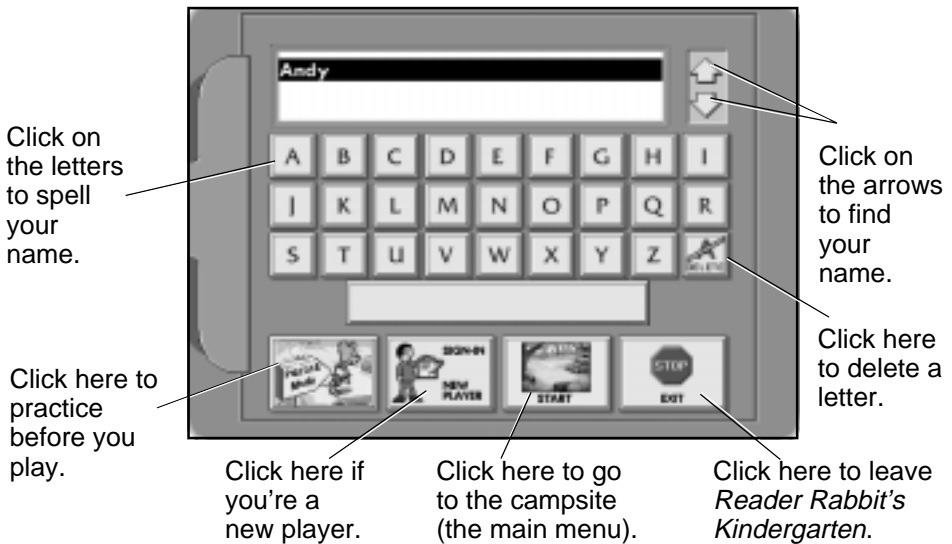 Andy
Click on
the letters
to spell
your
name.
A B C D E F G H I
J K L M N O P Q R
S T U V W X Y Z DELETE
Click on
the arrows
to find
your
name.
Click here
to delete a
letter.
PRACTICE
Mode
SIGN-IN
NEW
PLAYER
START
STOP
EXIT
Click here to
practice
before you
play.
Click here if
you're a
new player.
Click here to go
to the campsite
(the main menu).
Click here to leave
Reader Rabbit's
Kindergarten.